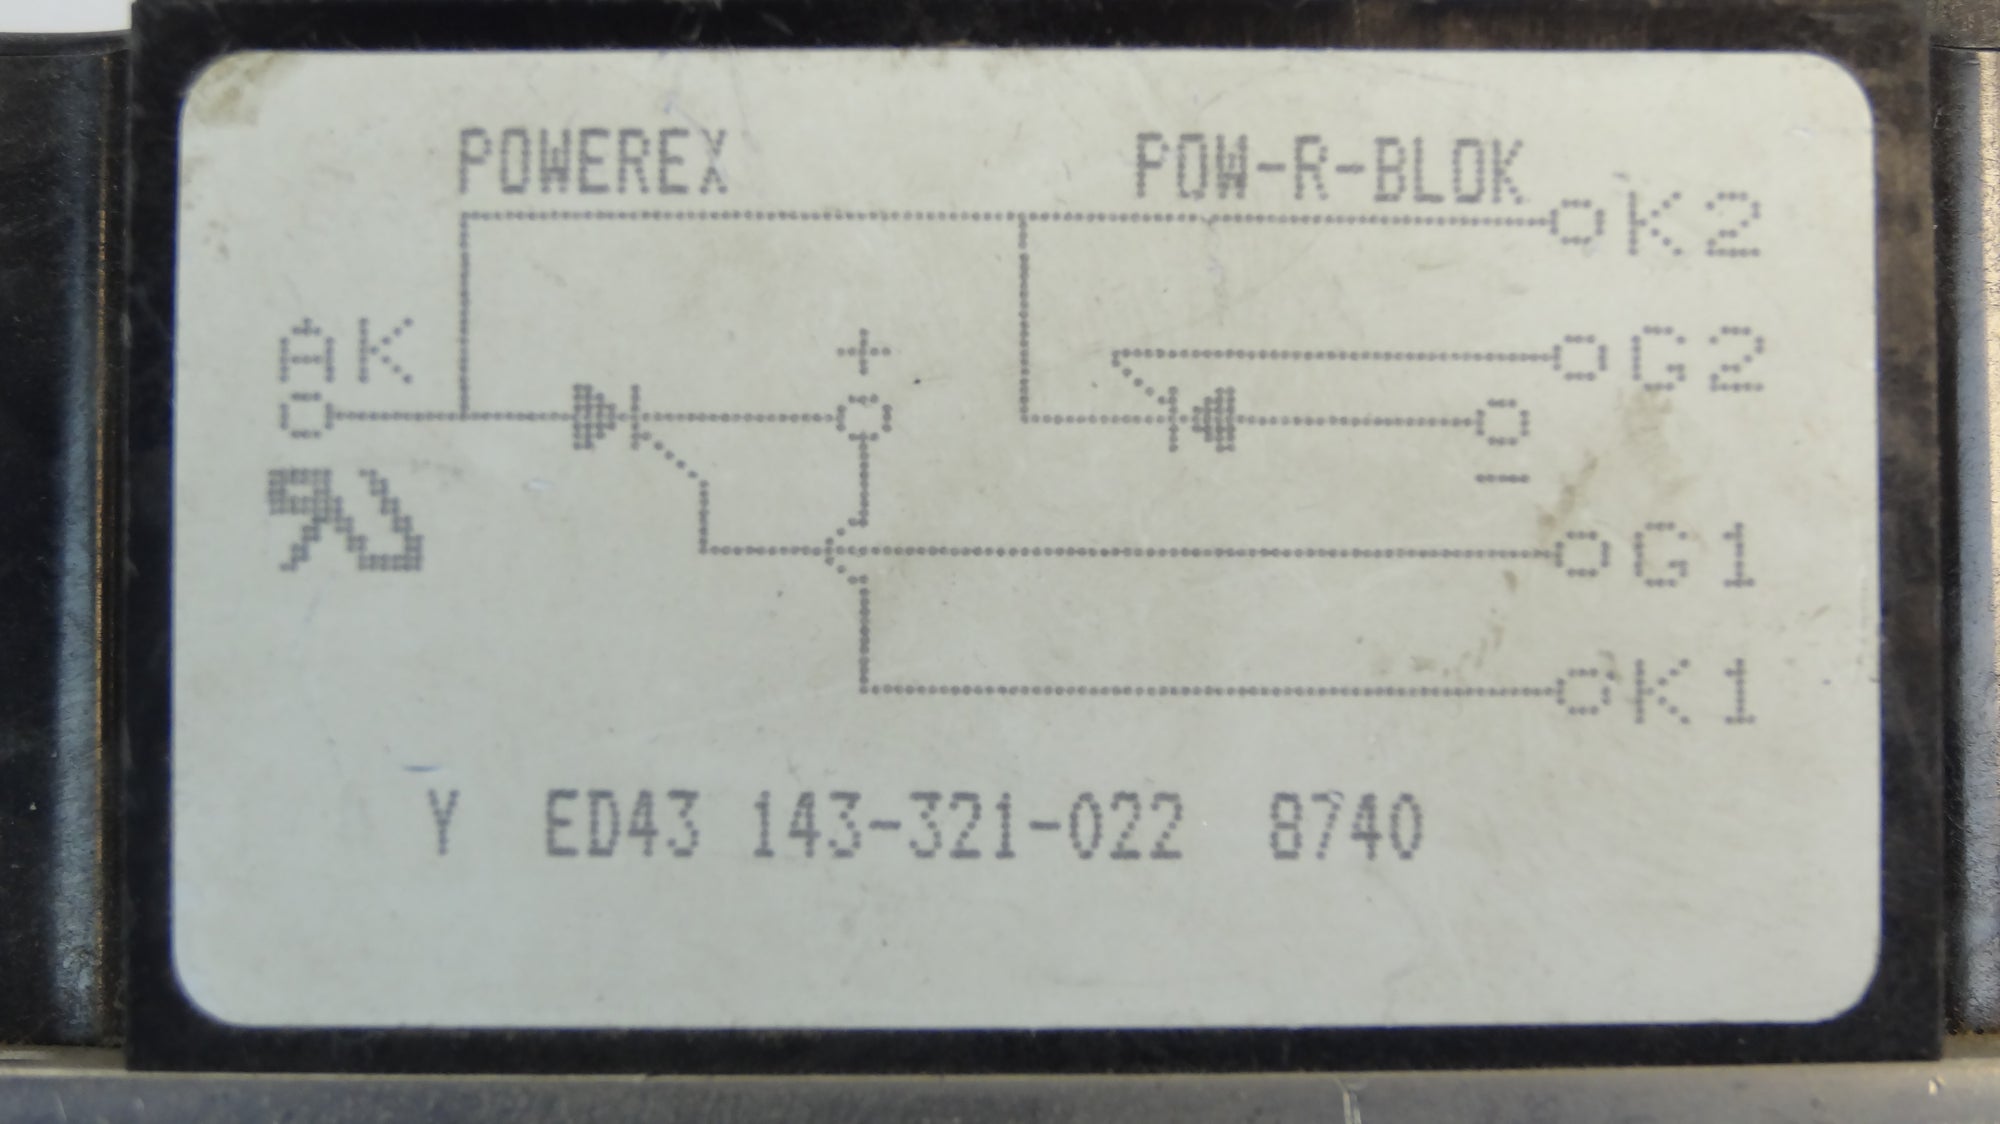 POWEREX POW-R-BLOK
K2
AK + G2
-
G1
K1
Y ED43 143-321-022 8740